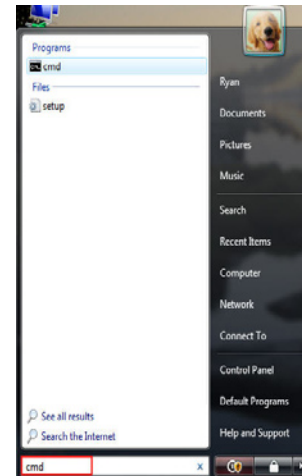 Programs
cmd
Files
setup
See all results
Search the Internet
cmd
Ryan
Documents
Pictures
Music
Search
Recent Items
Computer
Network
Connect To
Control Panel
Default Programs
Help and Support